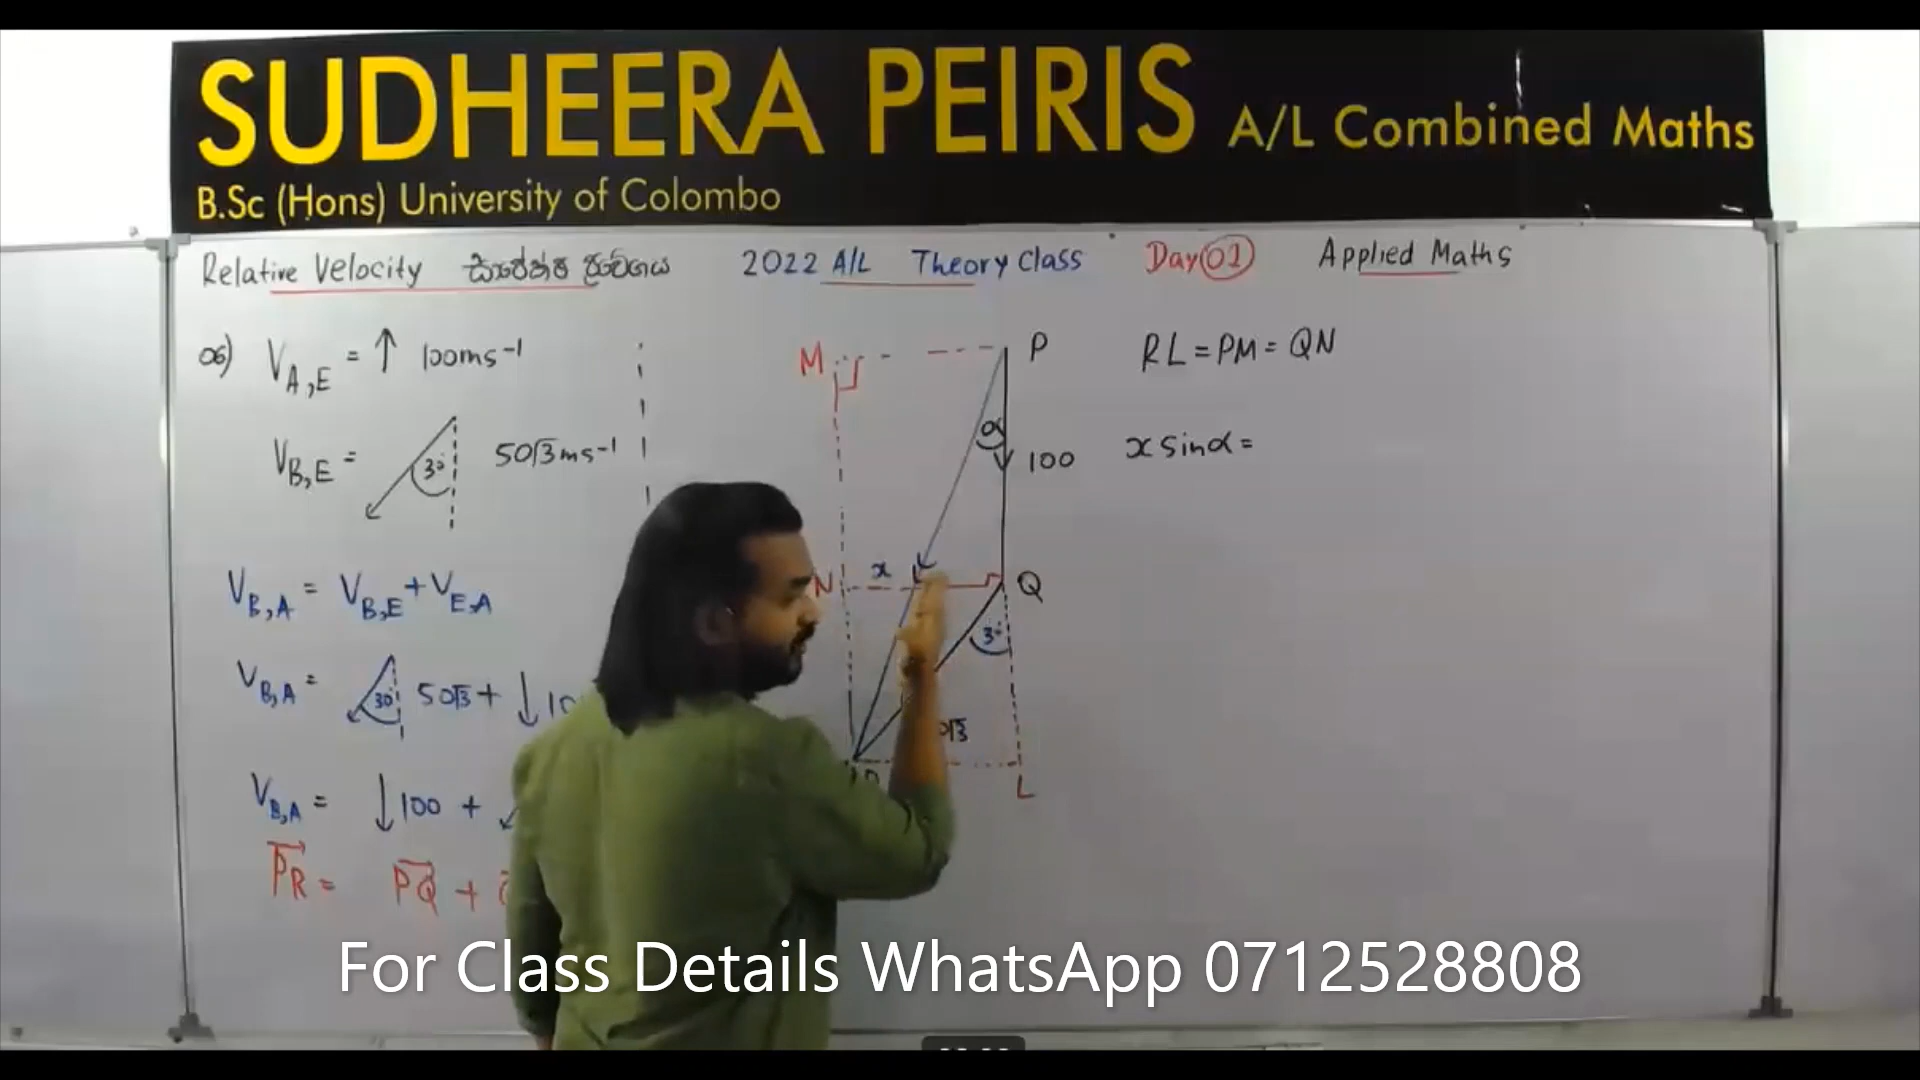 SUDHEERA PEIRIS A/L Combined Maths
B.Sc (Hons) University of Colombo
Relative Velocity සාපේක්ෂ ප්‍රවේගය 2022 A/L Theory Class Day 01 Applied Maths
06) V_{A,E} = ↑ 100ms⁻¹
V_{B,E} = 30° 50√3ms⁻¹
V_{B,A} = V_{B,E} + V_{E,A}
V_{B,A} = 30° 50√3 + ↓
V_{B,A} = ↓100 +
PR = PQ +
M P
α
100
N x Q
30°
√3
L
RL = PM = QN
x sinα =
For Class Details WhatsApp 0712528808